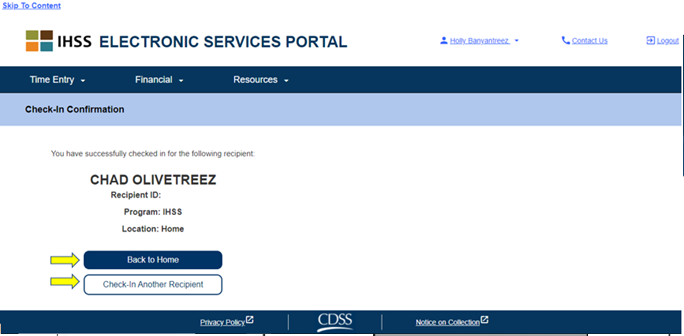 Skip To Content
IHSS ELECTRONIC SERVICES PORTAL
Holly Banyantreez
Contact Us
Logout
Time Entry
Financial
Resources
Check-In Confirmation
You have successfully checked in for the following recipient:
CHAD OLIVETREEZ
Recipient ID:
Program: IHSS
Location: Home
Back to Home
Check-In Another Recipient
Privacy Policy
CDSS
Notice on Collection